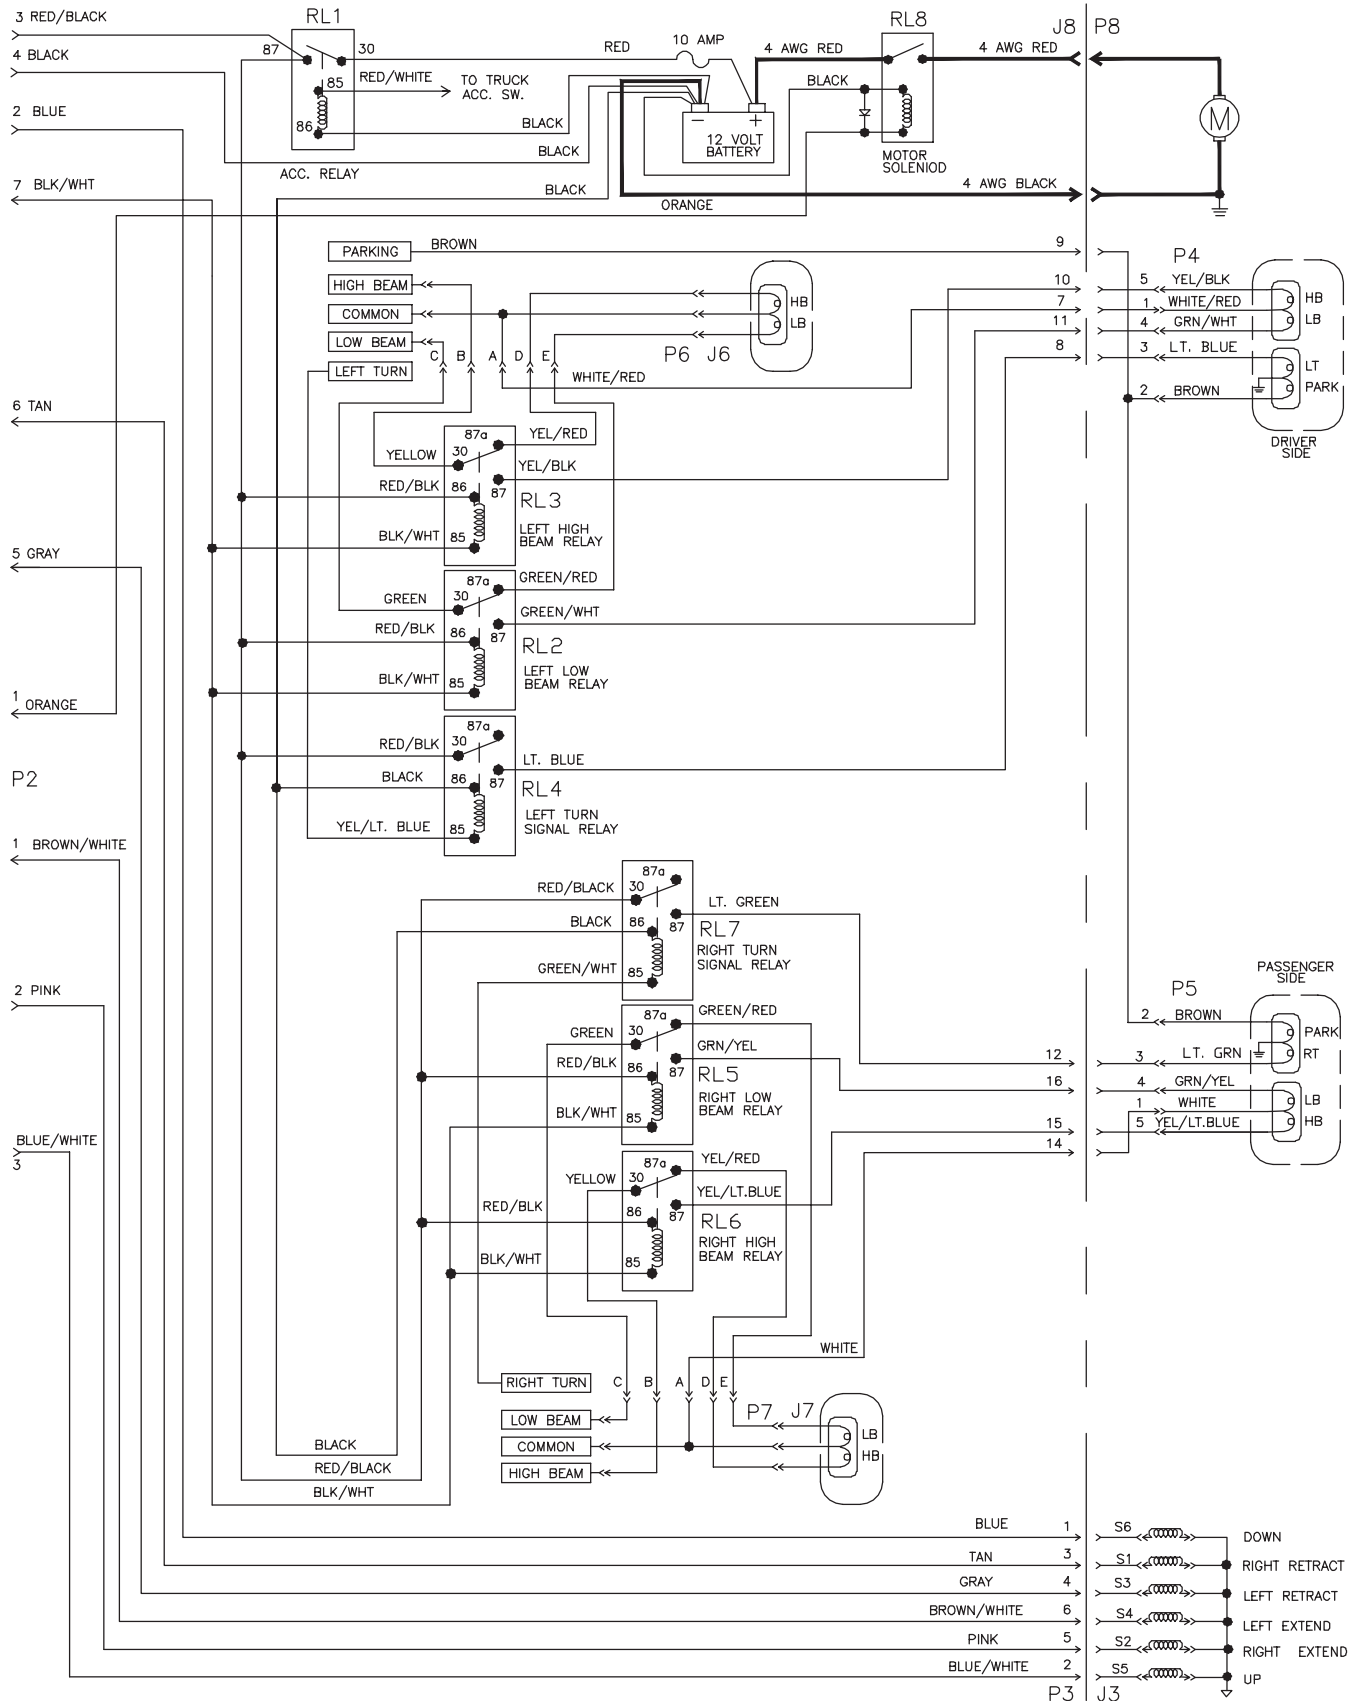 3 RED/BLACK
RL1
RL8
J8 P8
87
30
RED
10 AMP
4 AWG RED
4 AWG RED
4 BLACK
85
RED/WHITE
TO TRUCK
ACC. SW.
BLACK
2 BLUE
86
BLACK
−
+
12 VOLT
BATTERY
M
BLACK
MOTOR
SOLENIOD
ACC. RELAY
7 BLK/WHT
BLACK
4 AWG BLACK
ORANGE
PARKING
BROWN
9
P4
HIGH BEAM
10
5
YEL/BLK
HB
COMMON
HB
7
1
WHITE/RED
LB
LB
11
4
GRN/WHT
LOW BEAM
C B A D E
P6 J6
8
3
LT. BLUE
LT
LEFT TURN
WHITE/RED
2
BROWN
PARK
6 TAN
DRIVER
SIDE
87a
YEL/RED
YELLOW
30
YEL/BLK
RED/BLK
86
87
RL3
BLK/WHT
85
LEFT HIGH
BEAM RELAY
5 GRAY
87a
GREEN/RED
GREEN
30
GREEN/WHT
RED/BLK
86
87
RL2
BLK/WHT
85
LEFT LOW
BEAM RELAY
1
ORANGE
87a
RED/BLK
30
LT. BLUE
P2
BLACK
86
87
RL4
YEL/LT. BLUE
85
LEFT TURN
SIGNAL RELAY
1 BROWN/WHITE
87a
RED/BLACK
30
LT. GREEN
BLACK
86
87
RL7
RIGHT TURN
SIGNAL RELAY
GREEN/WHT
85
PASSENGER
SIDE
2 PINK
P5
87a
GREEN/RED
2
BROWN
PARK
GREEN
30
GRN/YEL
RED/BLK
86
87
RL5
12
3
LT. GRN
RT
16
4
GRN/YEL
LB
RIGHT LOW
BEAM RELAY
BLK/WHT
85
1
WHITE
15
5
YEL/LT.BLUE
HB
BLUE/WHITE
3
14
87a
YEL/RED
YELLOW
30
YEL/LT.BLUE
RED/BLK
86
87
RL6
RIGHT HIGH
BEAM RELAY
BLK/WHT
85
WHITE
RIGHT TURN
C B A D E
LOW BEAM
P7 J7
LB
COMMON
HB
HIGH BEAM
BLACK
RED/BLACK
BLK/WHT
BLUE
1
S6
DOWN
TAN
3
S1
RIGHT RETRACT
GRAY
4
S3
LEFT RETRACT
BROWN/WHITE
6
S4
LEFT EXTEND
PINK
5
S2
RIGHT EXTEND
BLUE/WHITE
2
S5
UP
P3 J3